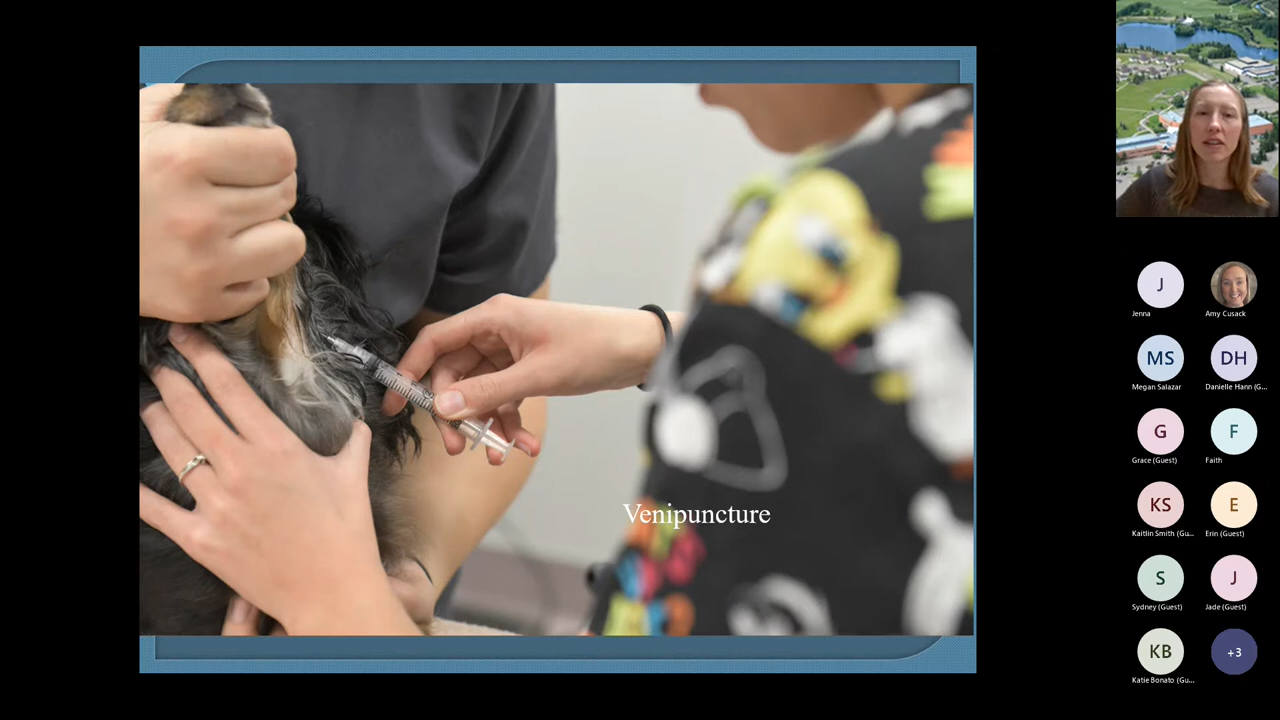 Venipuncture
J
Jenna
Amy Cusack
MS
Megan Salazar
DH
Danielle Hann (G...
G
Grace (Guest)
F
Faith
KS
Kaitlin Smith (Gu...
E
Erin (Guest)
S
Sydney (Guest)
J
Jade (Guest)
KB
Katie Bonato (Gu...
+3